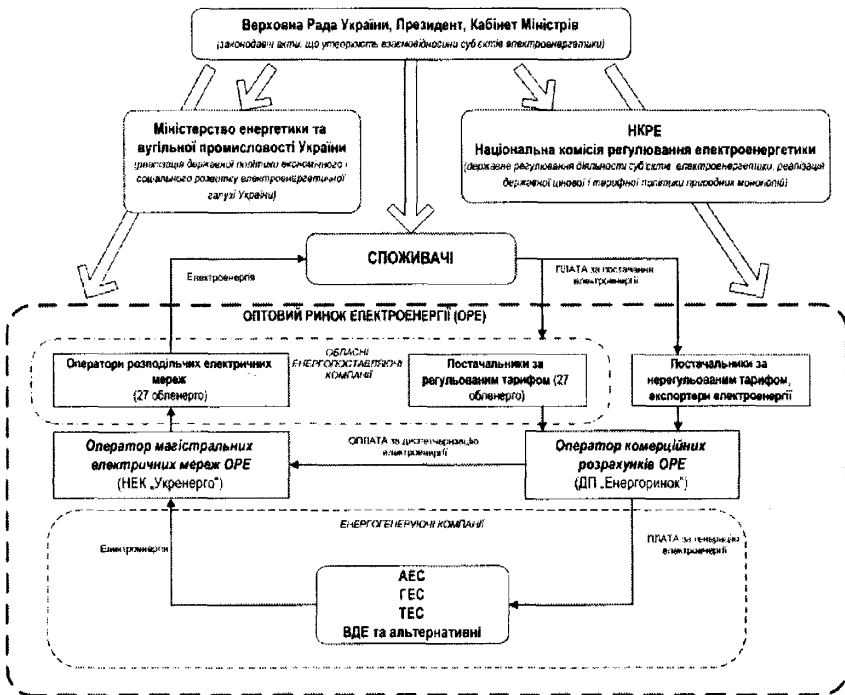 Верховна Рада України, Президент, Кабінет Міністрів
(законодавчі акти, що утворюють взаємовідносини суб'єктів електроенергетики)
Міністерство енергетики та
вугільної промисловості України
(реалізація державної політики економічного і
соціального розвитку електроенергетичної
галузі України)
НКРЕ
Національна комісія регулювання електроенергетики
(державне регулювання діяльності суб'єктів електроенергетики, реалізація
державної цінової і тарифної політики природних монополій)
СПОЖИВАЧІ
Електроенергія
ПЛАТА за постачання
електроенергії
ОПТОВИЙ РИНОК ЕЛЕКТРОЕНЕРГІЇ (ОРЕ)
ОБЛАСНІ
ЕНЕРГОПОСТАВЛЯЮЧІ
КОМПАНІЇ
Оператори розподільчих електричних
мереж
(27 обленерго)
Постачальники за
регульованим тарифом (27
обленерго)
Постачальники за
нерегульованим тарифом,
експортери електроенергії
Оператор магістральних
електричних мереж ОРЕ
(НЕК „Укренерго")
ОПЛАТА за диспетчеризацію
електроенергії
Оператор комерційних
розрахунків ОРЕ
(ДП „Енергоринок")
ЕНЕРГОГЕНЕРУЮЧІ КОМПАНІЇ
Електроенергія
ПЛАТА за генерацію
електроенергії
АЕС
ГЕС
ТЕС
ВДЕ та альтернативні